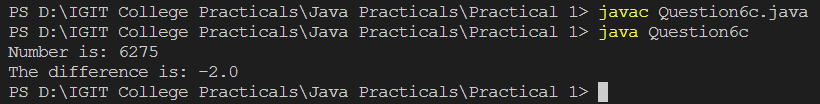 PS D:\IGIT College Practicals\Java Practicals\Practical 1> javac Question6c.java
PS D:\IGIT College Practicals\Java Practicals\Practical 1> java Question6c
Number is: 6275
The difference is: -2.0
PS D:\IGIT College Practicals\Java Practicals\Practical 1>